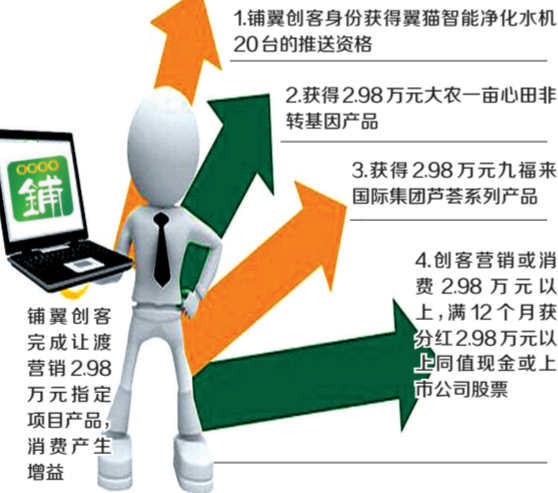 1.铺翼创客身份获得翼猫智能净化水机
20台的推送资格
2.获得2.98万元大农一亩心田非
转基因产品
3.获得2.98万元九福来
国际集团芦荟系列产品
4.创客营销或消
费2.98万元以
上,满12个月获
分红2.98万元以
上同值现金或上
市公司股票
铺
铺翼创客
完成让渡
营销2.98
万元指定
项目产品,
消费产生
增益